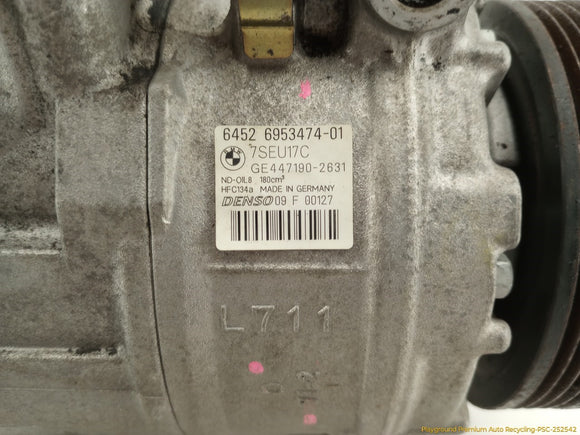 6452 6953474-01
BMW
7SEU17C
GE447190-2631
ND-OIL8 180cm³
HFC134a MADE IN GERMANY
DENSO 09 F 00127
L711
Playground Premium Auto Recycling-PSC-252542